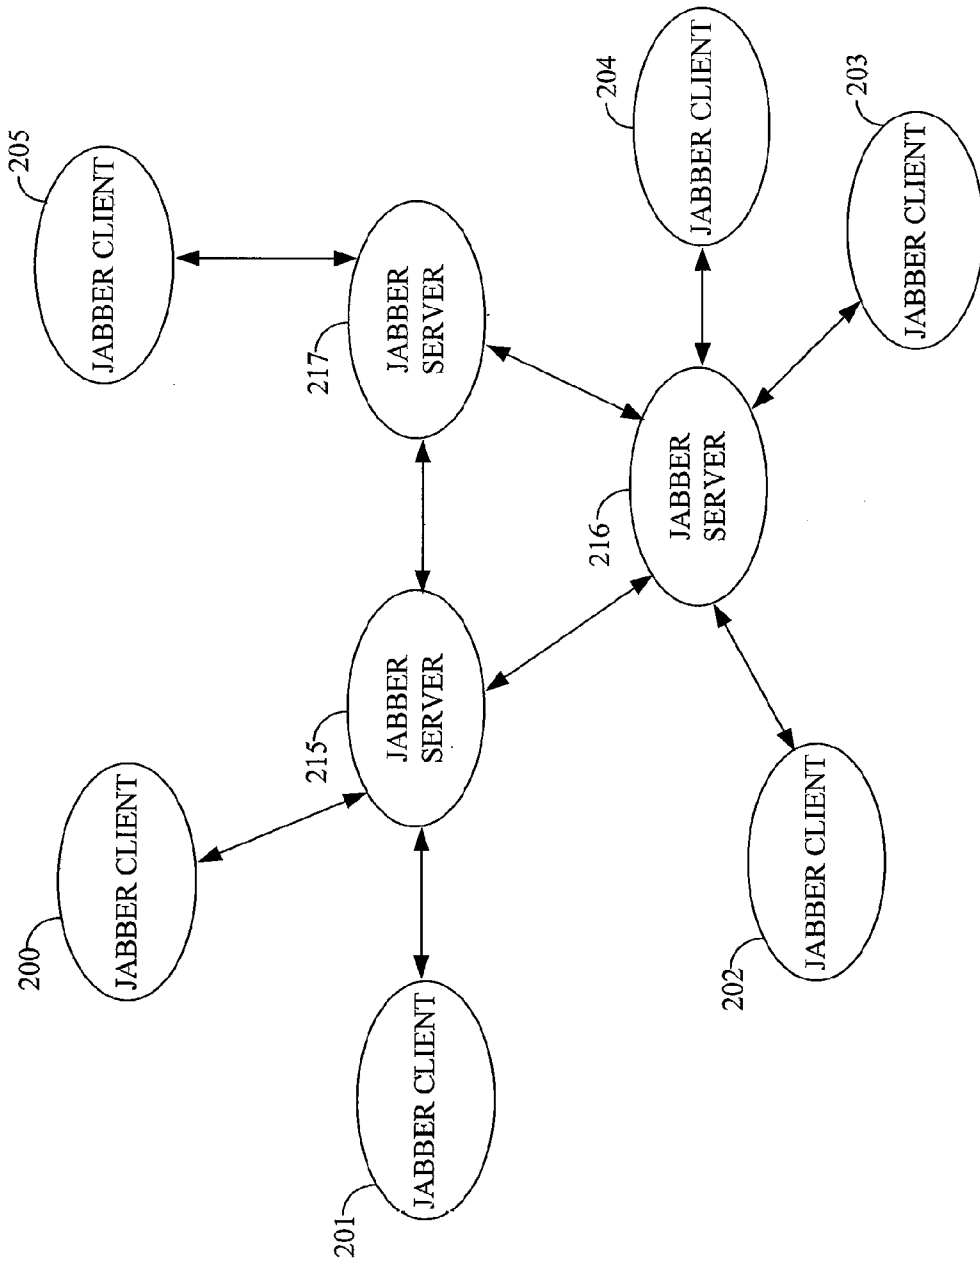 200
JABBER CLIENT
205
JABBER CLIENT
201
JABBER CLIENT
215
JABBER
SERVER
217
JABBER
SERVER
216
JABBER
SERVER
204
JABBER CLIENT
202
JABBER CLIENT
203
JABBER CLIENT